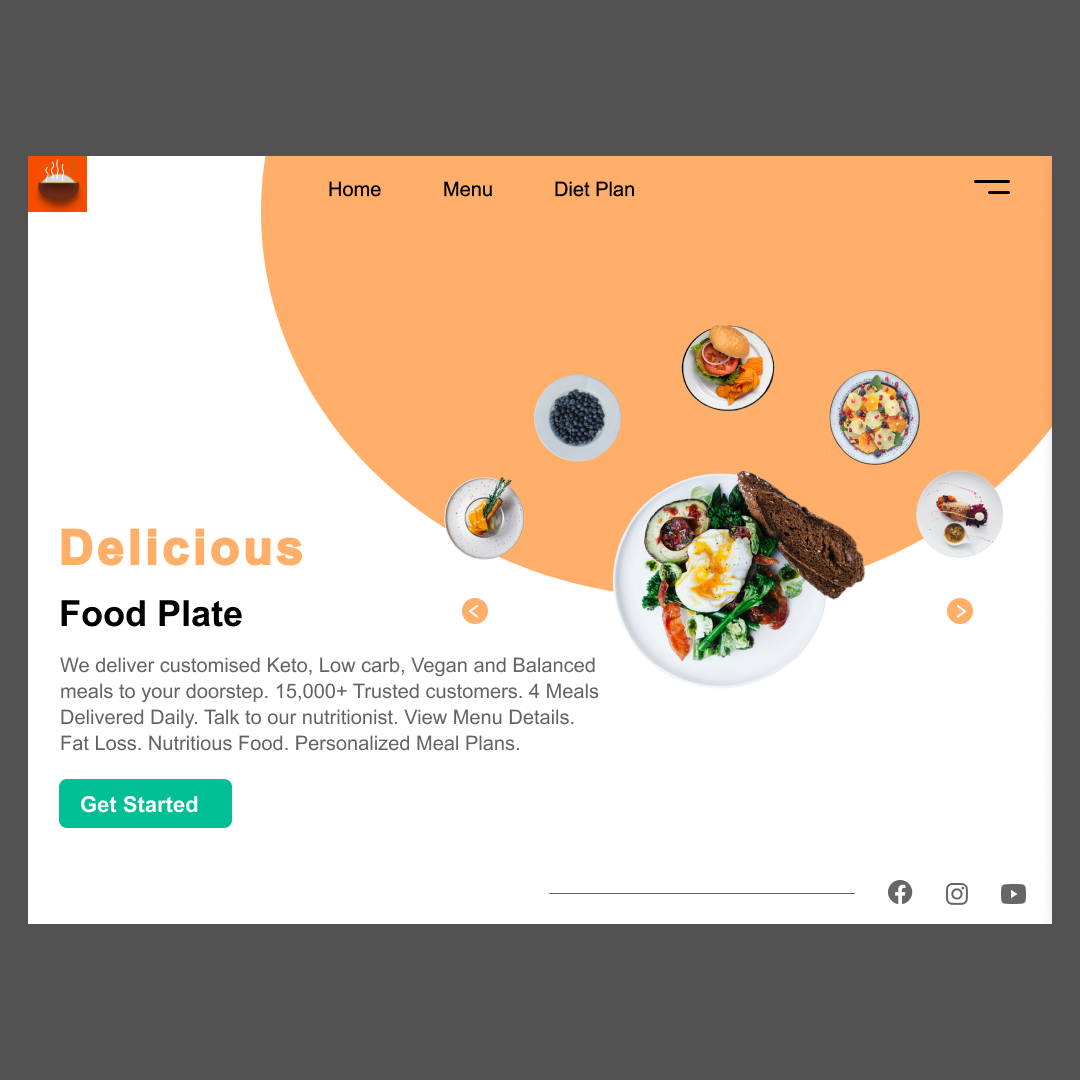 Home
Menu
Diet Plan
Delicious
Food Plate
We deliver customised Keto, Low carb, Vegan and Balanced
meals to your doorstep. 15,000+ Trusted customers. 4 Meals
Delivered Daily. Talk to our nutritionist. View Menu Details.
Fat Loss. Nutritious Food. Personalized Meal Plans.
Get Started